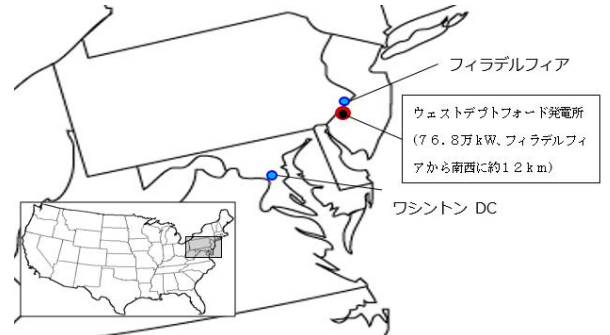 フィラデルフィア
ウェストデプトフォード発電所
(76.8万kW、フィラデルフィ
アから南西に約12km)
ワシントン DC